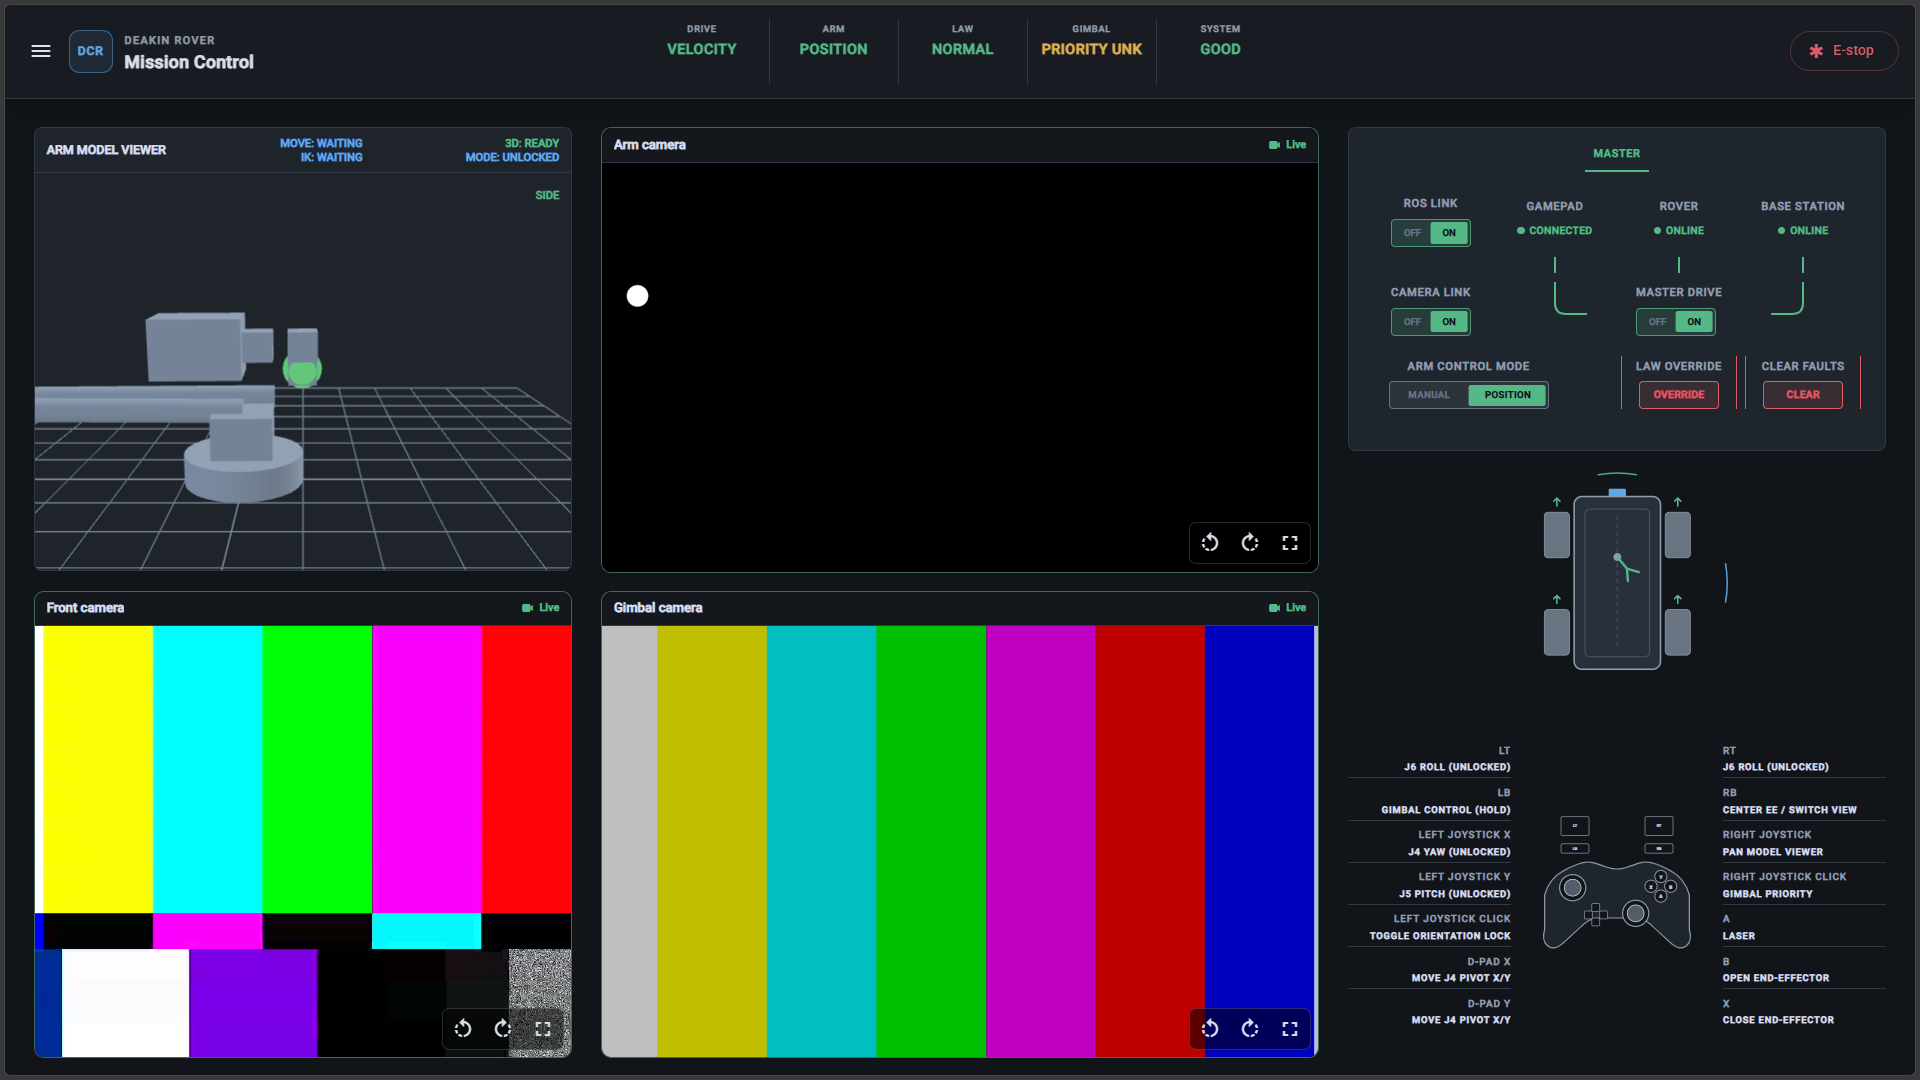 DCR
DEAKIN ROVER
Mission Control
DRIVE
VELOCITY
ARM
POSITION
LAW
NORMAL
GIMBAL
PRIORITY UNK
SYSTEM
GOOD
E-stop
ARM MODEL VIEWER
MOVE: WAITING
IK: WAITING
3D: READY
MODE: UNLOCKED
SIDE
Arm camera
Live
Front camera
Live
Gimbal camera
Live
MASTER
ROS LINK
OFF ON
GAMEPAD
CONNECTED
ROVER
ONLINE
BASE STATION
ONLINE
CAMERA LINK
OFF ON
MASTER DRIVE
OFF ON
ARM CONTROL MODE
MANUAL POSITION
LAW OVERRIDE
OVERRIDE
CLEAR FAULTS
CLEAR
LT
J6 ROLL (UNLOCKED)
LB
GIMBAL CONTROL (HOLD)
LEFT JOYSTICK X
J4 YAW (UNLOCKED)
LEFT JOYSTICK Y
J5 PITCH (UNLOCKED)
LEFT JOYSTICK CLICK
TOGGLE ORIENTATION LOCK
D-PAD X
MOVE J4 PIVOT X/Y
D-PAD Y
MOVE J4 PIVOT X/Y
LT
RT
LB
RB
Y
X B
A
RT
J6 ROLL (UNLOCKED)
RB
CENTER EE / SWITCH VIEW
RIGHT JOYSTICK
PAN MODEL VIEWER
RIGHT JOYSTICK CLICK
GIMBAL PRIORITY
A
LASER
B
OPEN END-EFFECTOR
X
CLOSE END-EFFECTOR